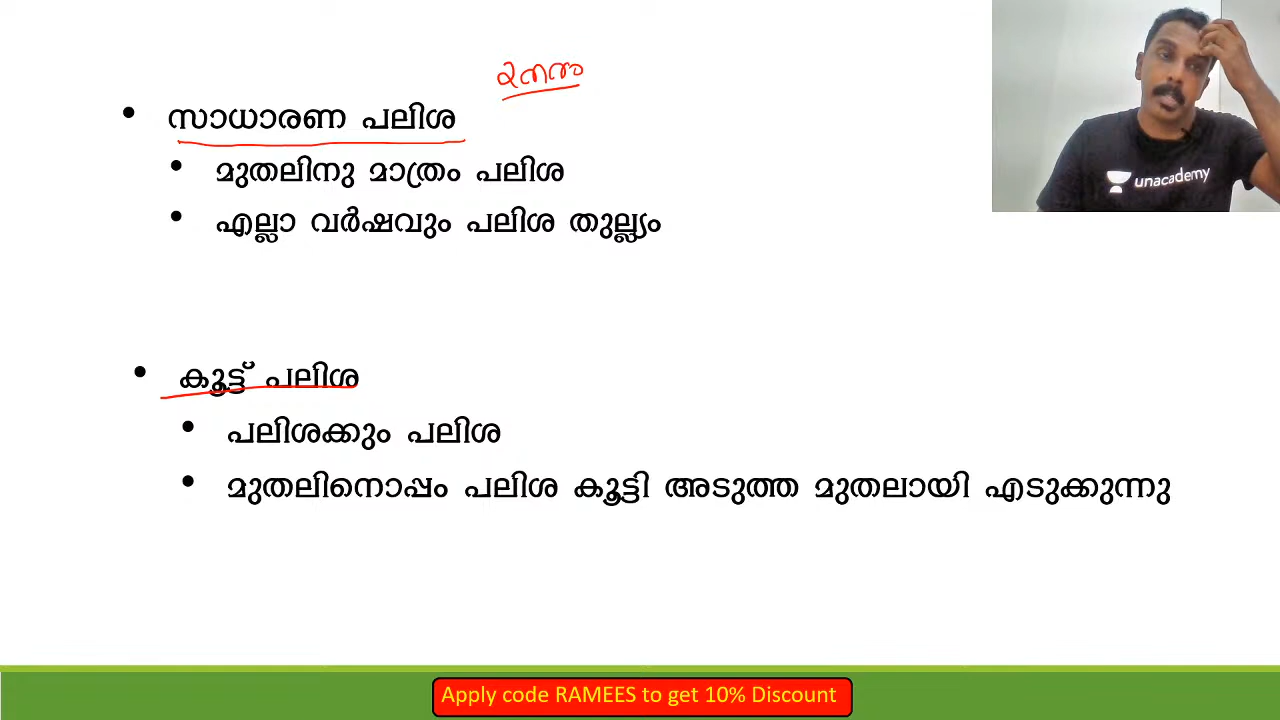 സാധാരണ പലിശ
മുതലിനു മാത്രം പലിശ
എല്ലാ വർഷവും പലിശ തുല്ല്യം
കൂട്ട് പലിശ
പലിശക്കും പലിശ
മുതലിനൊപ്പം പലിശ കൂട്ടി അടുത്ത മുതലായി എടുക്കുന്നു
unacademy
Apply code RAMEES to get 10% Discount